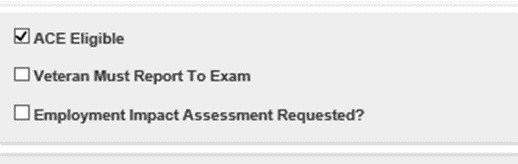 ACE Eligible
Veteran Must Report To Exam
Employment Impact Assessment Requested?